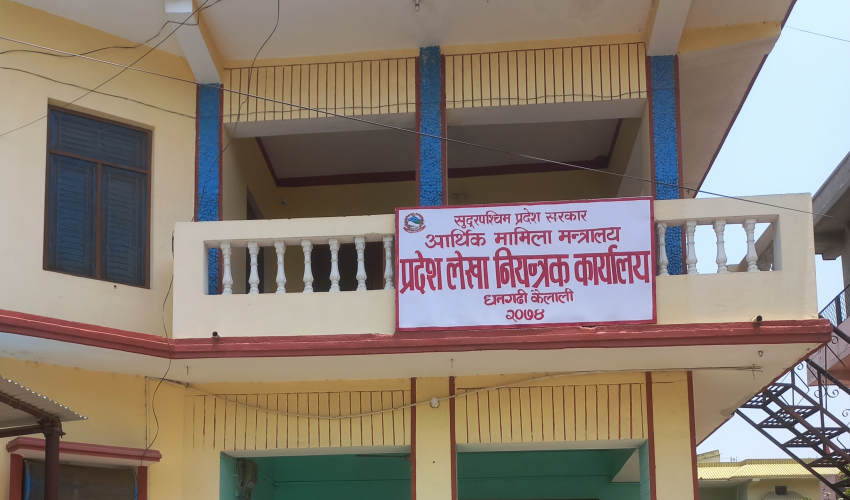 सुदूरपश्चिम प्रदेश सरकार
आर्थिक मामिला मन्त्रालय
प्रदेश लेखा नियन्त्रक कार्यालय
धनगढी कैलाली
२०७४